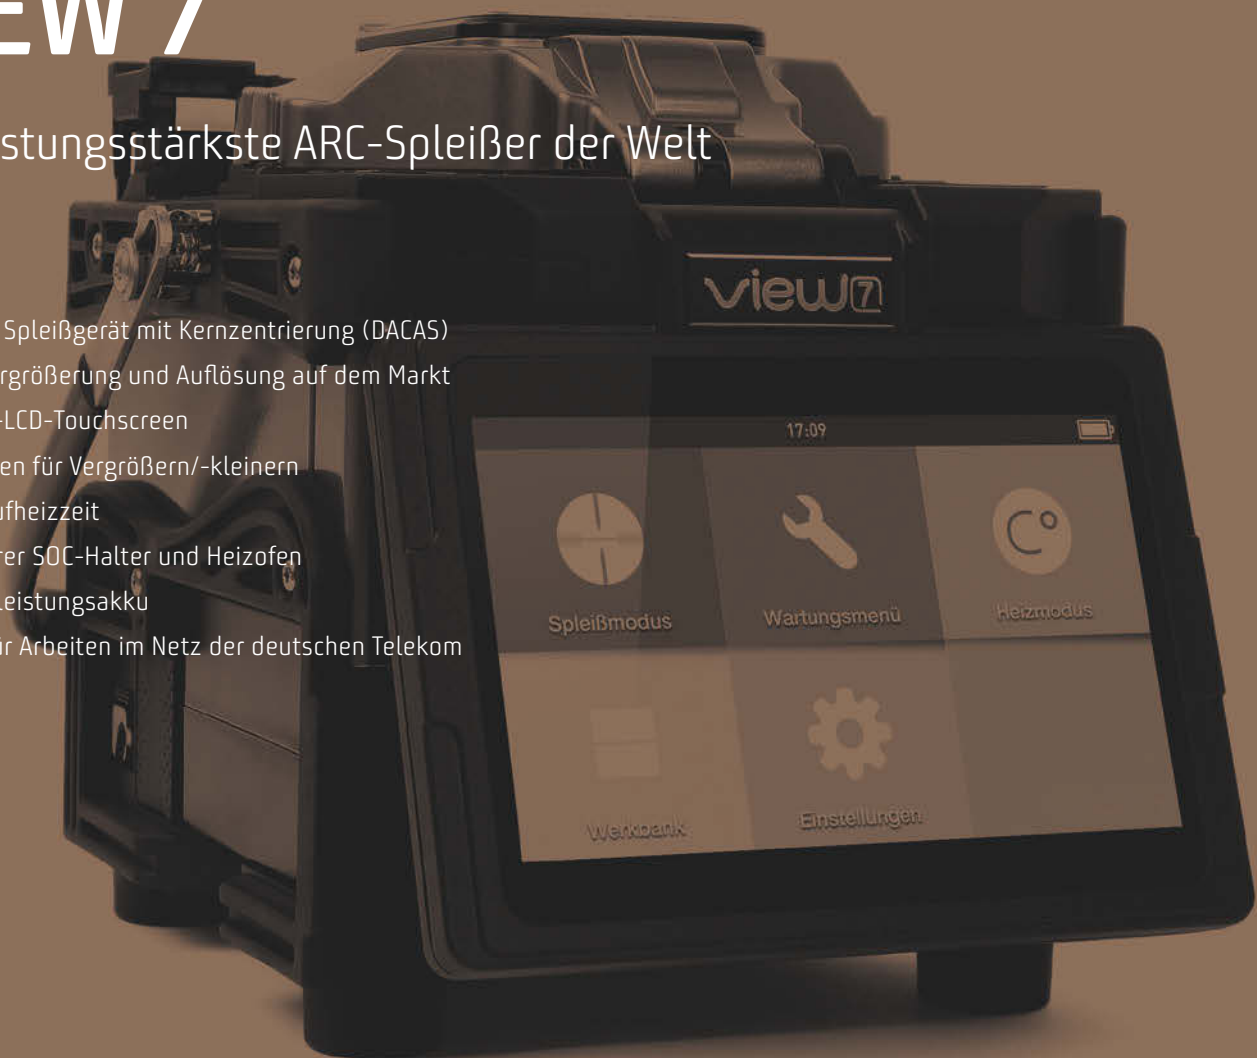 EW 7
stungsstärkste ARC-Spleißer der Welt
view7
Spleißgerät mit Kernzentrierung (DACAS)
rgrößerung und Auflösung auf dem Markt
-LCD-Touchscreen
en für Vergrößern/-kleinern
ufheizzeit
rer SOC-Halter und Heizofen
leistungsakku
ür Arbeiten im Netz der deutschen Telekom
17:09
C°
Spleißmodus
Wartungsmenü
Heizmodus
Werkbank
Einstellungen